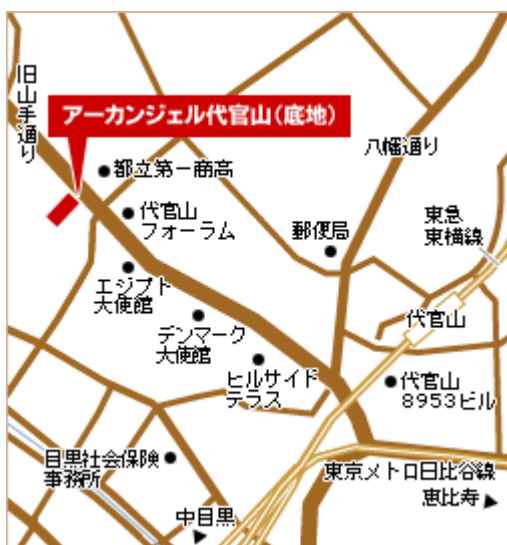 旧山手通り
アーカンジェル代官山(底地)
八幡通り
都立第一商高
代官山
フォーラム
郵便局
東急
東横線
エジプト
大使館
デンマーク
大使館
代官山
ヒルサイド
テラス
代官山
8953ビル
目黒社会保険
事務所
東京メトロ日比谷線
恵比寿
中目黒